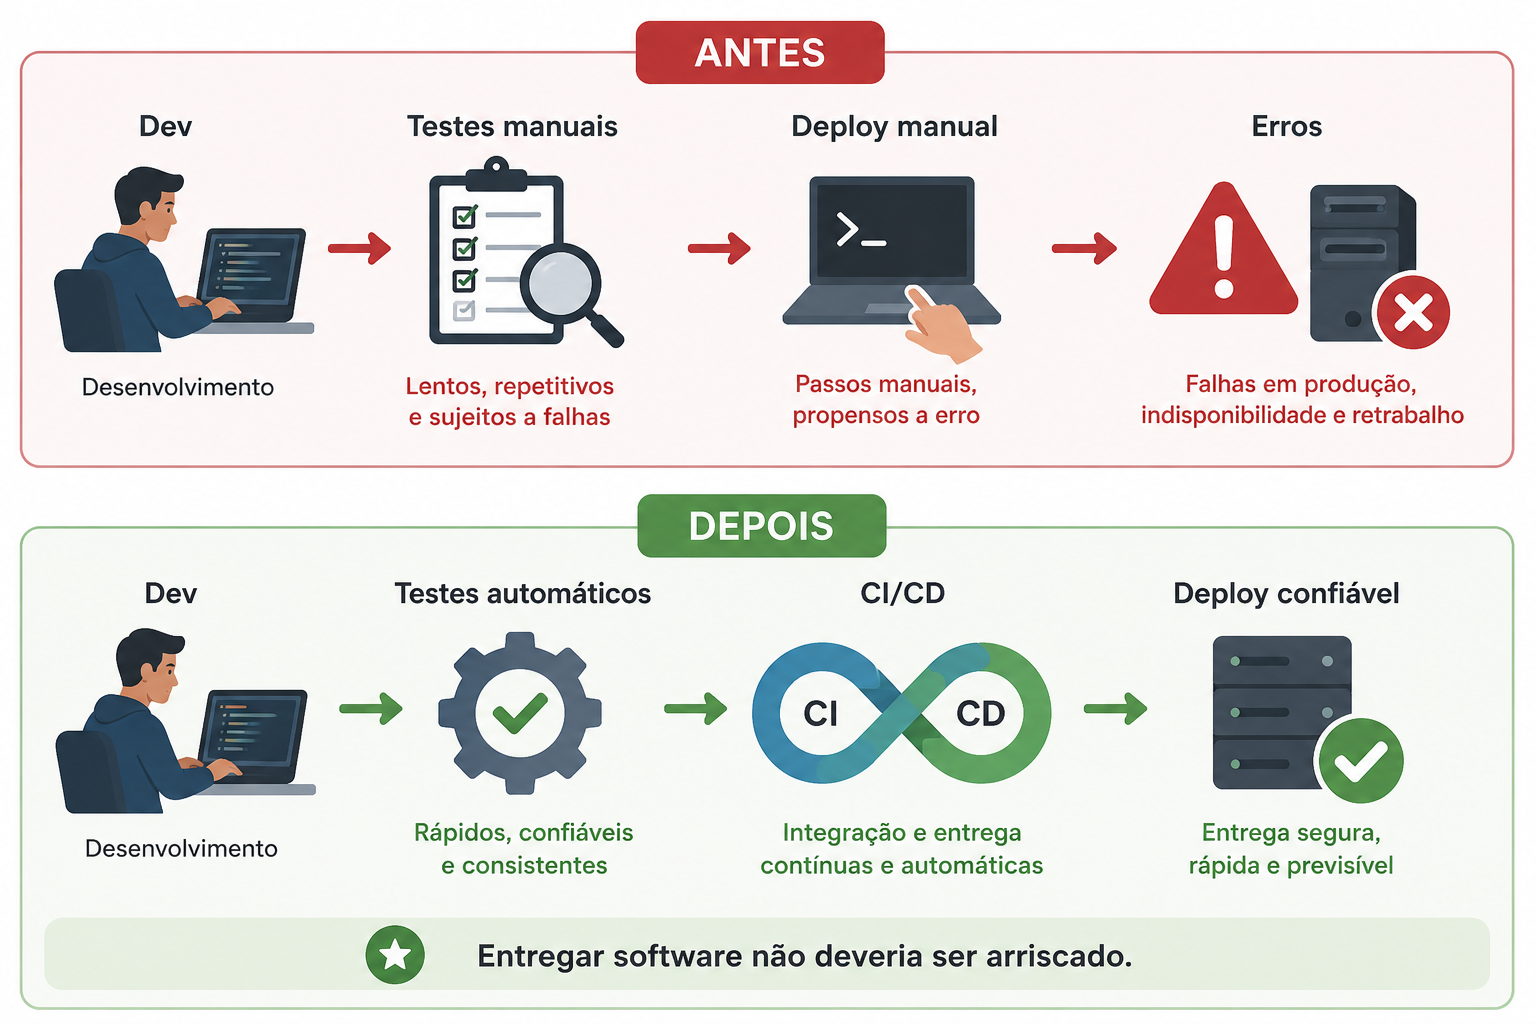 ANTES
Dev
Testes manuais
Deploy manual
Erros
>_
Desenvolvimento
Lentos, repetitivos
e sujeitos a falhas
Passos manuais,
propensos a erro
Falhas em produção,
indisponibilidade e retrabalho
DEPOIS
Dev
Testes automáticos
CI/CD
Deploy confiável
CI
CD
Desenvolvimento
Rápidos, confiáveis
e consistentes
Integração e entrega
contínuas e automáticas
Entrega segura,
rápida e previsível
Entregar software não deveria ser arriscado.